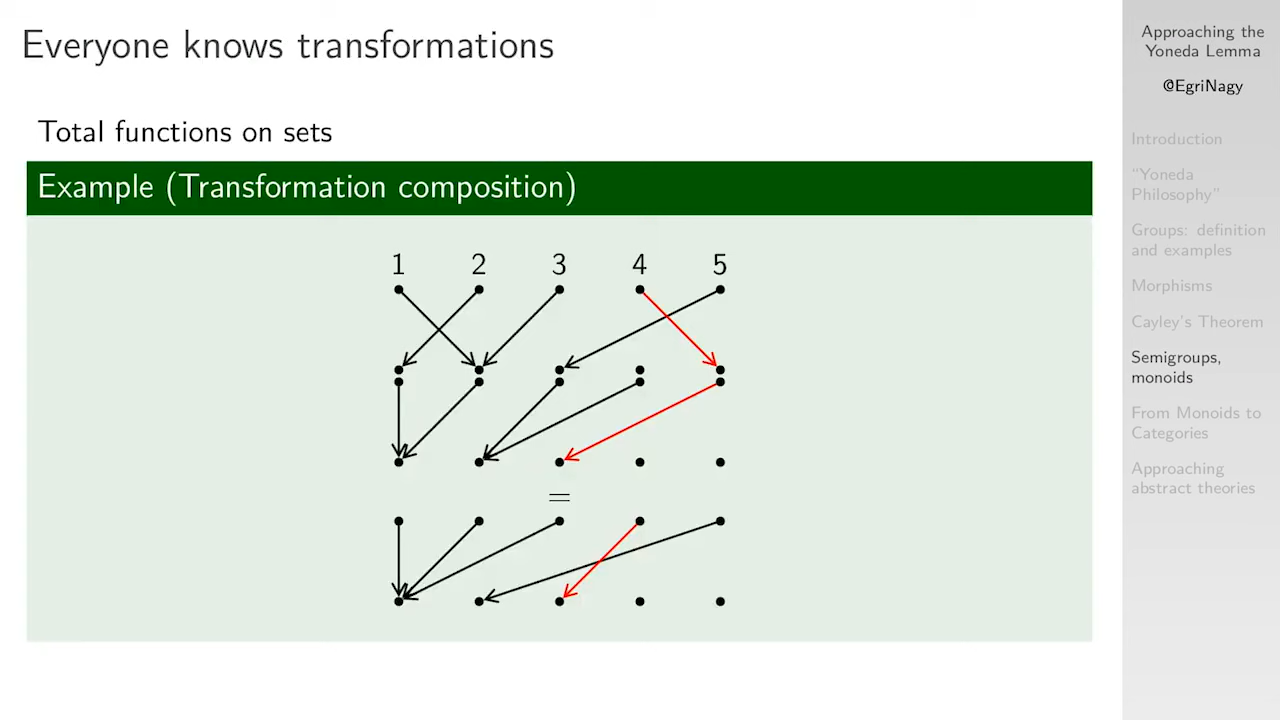 Everyone knows transformations
Total functions on sets
Example (Transformation composition)
1 2 3 4 5
=
Approaching the
Yoneda Lemma
@EgriNagy
Introduction
“Yoneda
Philosophy”
Groups: definition
and examples
Morphisms
Cayley's Theorem
Semigroups,
monoids
From Monoids to
Categories
Approaching
abstract theories